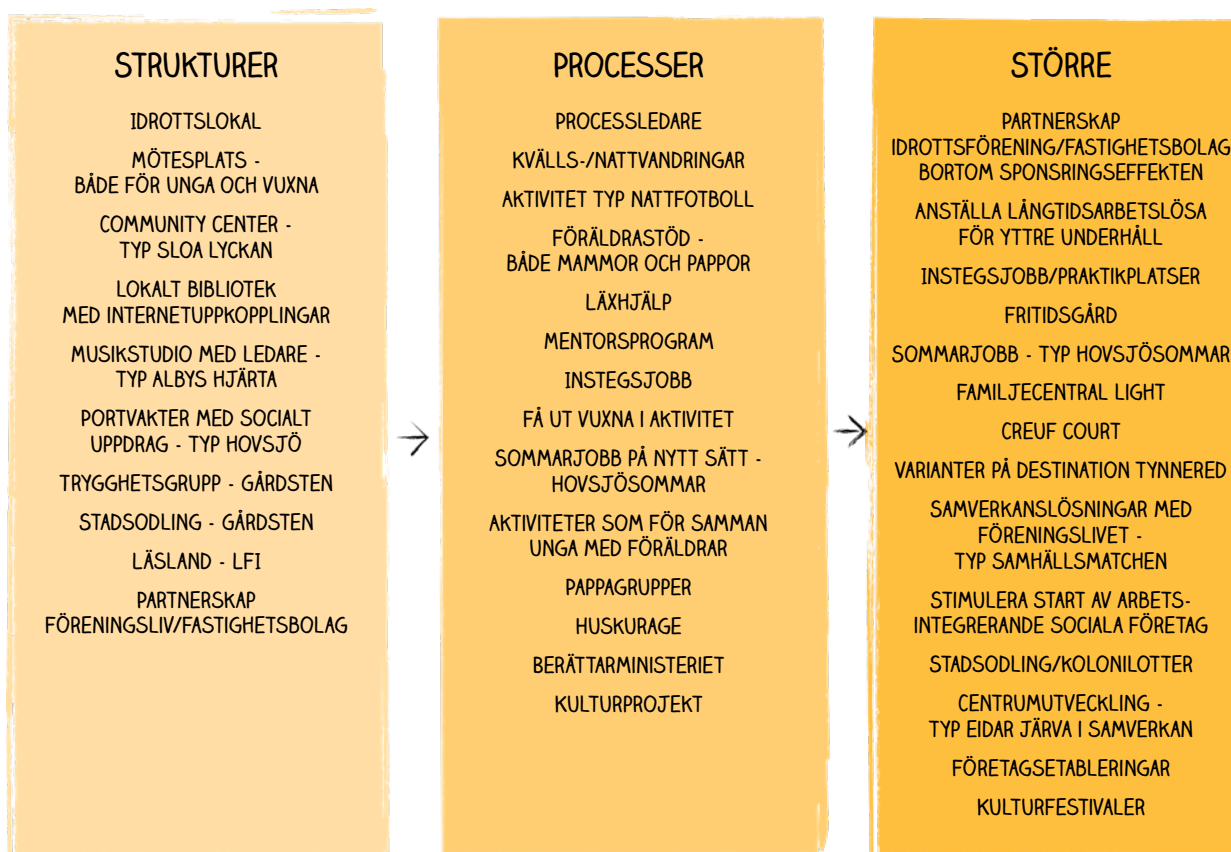 STRUKTURER
IDROTTSLOKAL
MÖTESPLATS -
BÅDE FÖR UNGA OCH VUXNA
COMMUNITY CENTER -
TYP SLOA LYCKAN
LOKALT BIBLIOTEK
MED INTERNETUPPKOPPLINGAR
MUSIKSTUDIO MED LEDARE -
TYP ALBYS HJÄRTA
PORTVAKTER MED SOCIALT
UPPDRAG - TYP HOVSJÖ
TRYGGHETSGRUPP - GÅRDSTEN
STADSODLING - GÅRDSTEN
LÄSLAND - LFI
PARTNERSKAP
FÖRENINGSLIV/FASTIGHETSBOLAG
PROCESSER
PROCESSLEDARE
KVÄLLS-/NATTVANDRINGAR
AKTIVITET TYP NATTFOTBOLL
FÖRÄLDRASTÖD -
BÅDE MAMMOR OCH PAPPOR
LÄXHJÄLP
MENTORSPROGRAM
INSTEGSJOBB
FÅ UT VUXNA I AKTIVITET
SOMMARJOBB PÅ NYTT SÄTT -
HOVSJÖSOMMAR
AKTIVITETER SOM FÖR SAMMAN
UNGA MED FÖRÄLDRAR
PAPPAGRUPPER
HUSKURAGE
BERÄTTARMINISTERIET
KULTURPROJEKT
STÖRRE
PARTNERSKAP
IDROTTSFÖRENING/FASTIGHETSBOLAG
BORTOM SPONSRINGSEFFEKTEN
ANSTÄLLA LÅNGTIDSARBETSLÖSA
FÖR YTTRE UNDERHÅLL
INSTEGSJOBB/PRAKTIKPLATSER
FRITIDSGÅRD
SOMMARJOBB - TYP HOVSJÖSOMMAR
FAMILJECENTRAL LIGHT
CREUF COURT
VARIANTER PÅ DESTINATION TYNNERED
SAMVERKANSLÖSNINGAR MED
FÖRENINGSLIVET -
TYP SAMHÄLLSMATCHEN
STIMULERA START AV ARBETS-
INTEGRERANDE SOCIALA FÖRETAG
STADSODLING/KOLONILOTTER
CENTRUMUTVECKLING -
TYP EIDAR JÄRVA I SAMVERKAN
FÖRETAGSETABLERINGAR
KULTURFESTIVALER